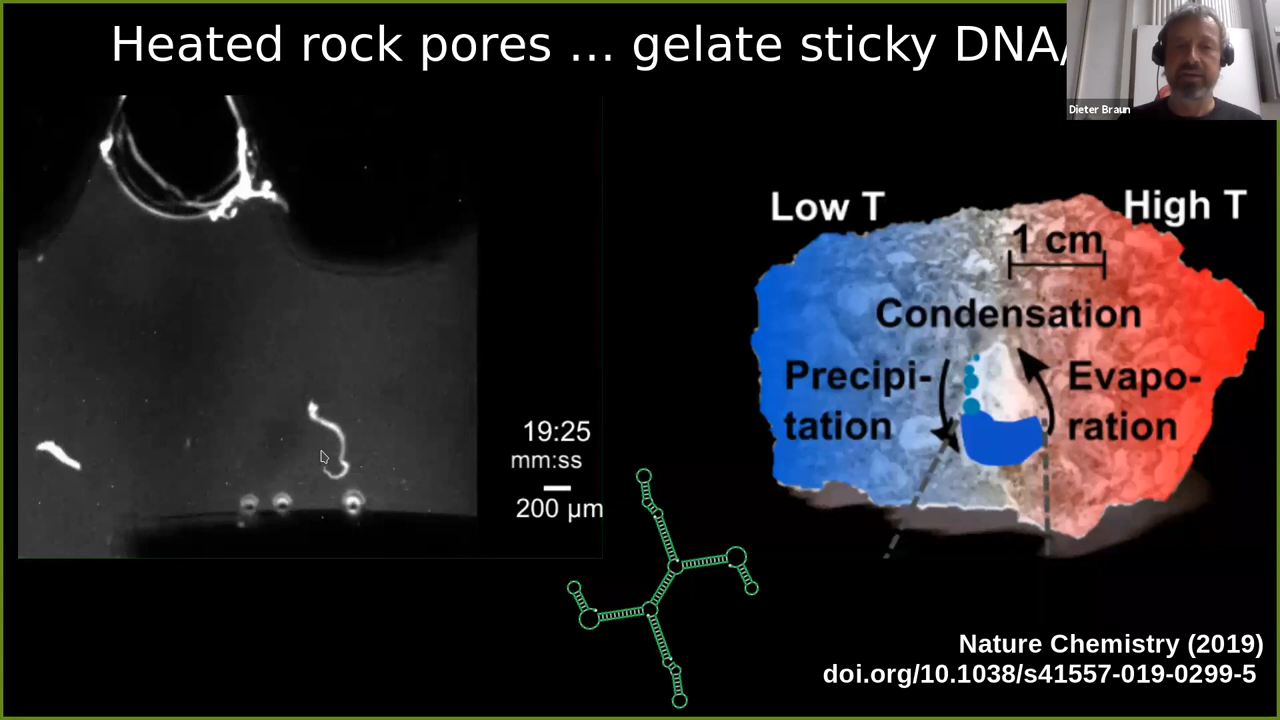 Heated rock pores ... gelate sticky DNA/
Dieter Braun
Low T
High T
1 cm
Condensation
Precipi-
tation
Evapo-
ration
19:25
mm:ss
200 µm
Nature Chemistry (2019)
doi.org/10.1038/s41557-019-0299-5